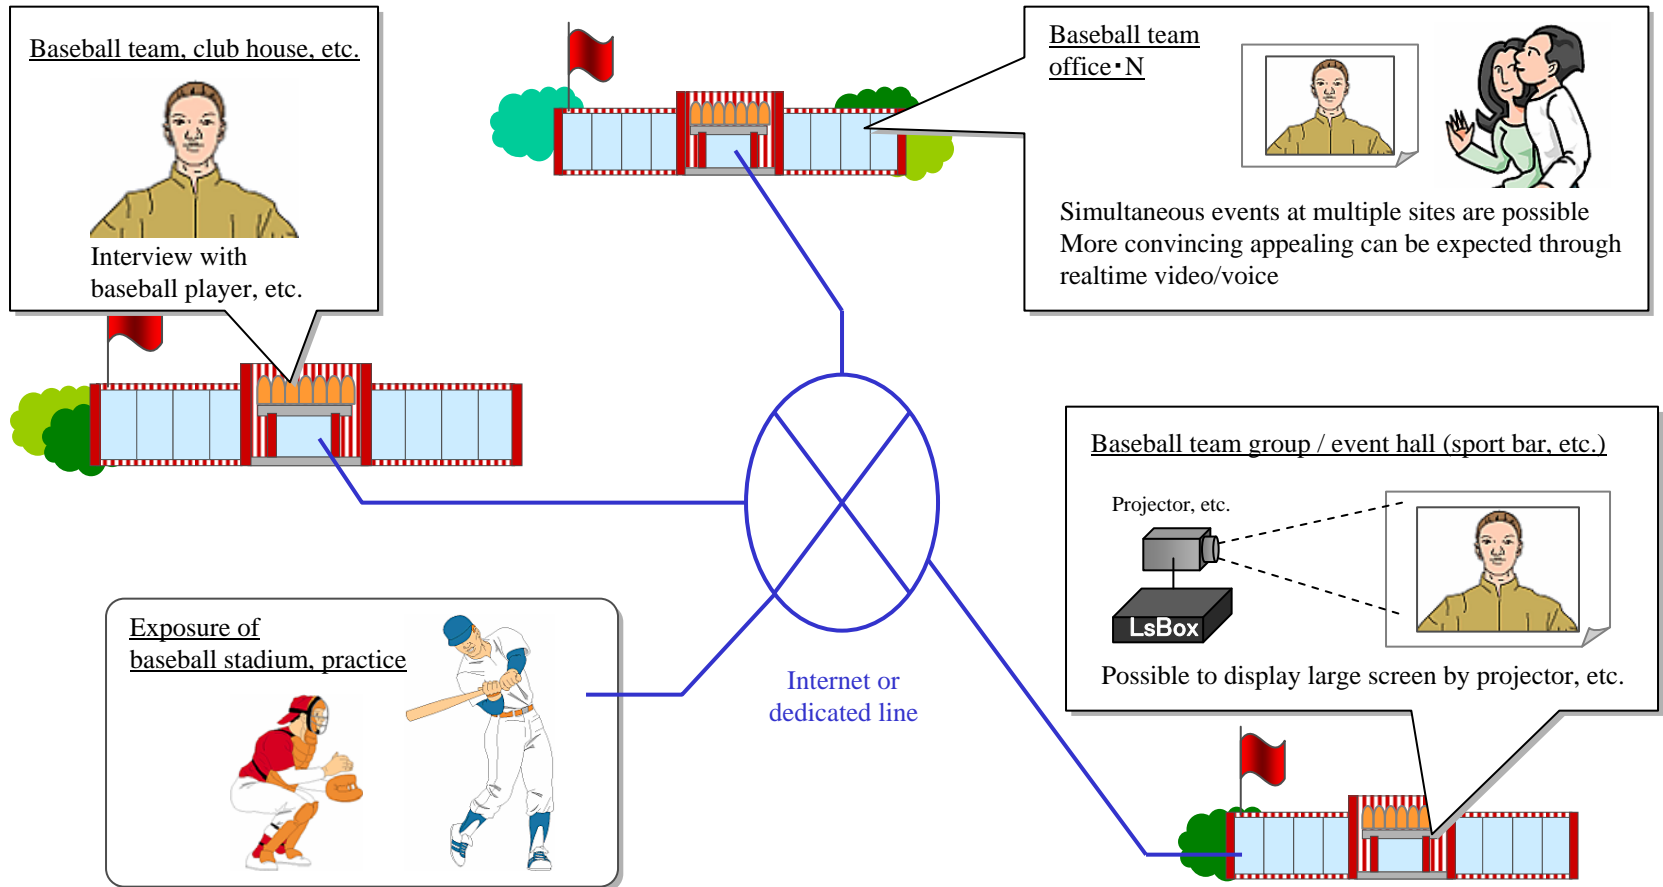 Baseball team, club house, etc.
Interview with
baseball player, etc.
Baseball team
office・N
Simultaneous events at multiple sites are possible
More convincing appealing can be expected through
realtime video/voice
Baseball team group / event hall (sport bar, etc.)
Projector, etc.
LsBox
Possible to display large screen by projector, etc.
Exposure of
baseball stadium, practice
Internet or
dedicated line